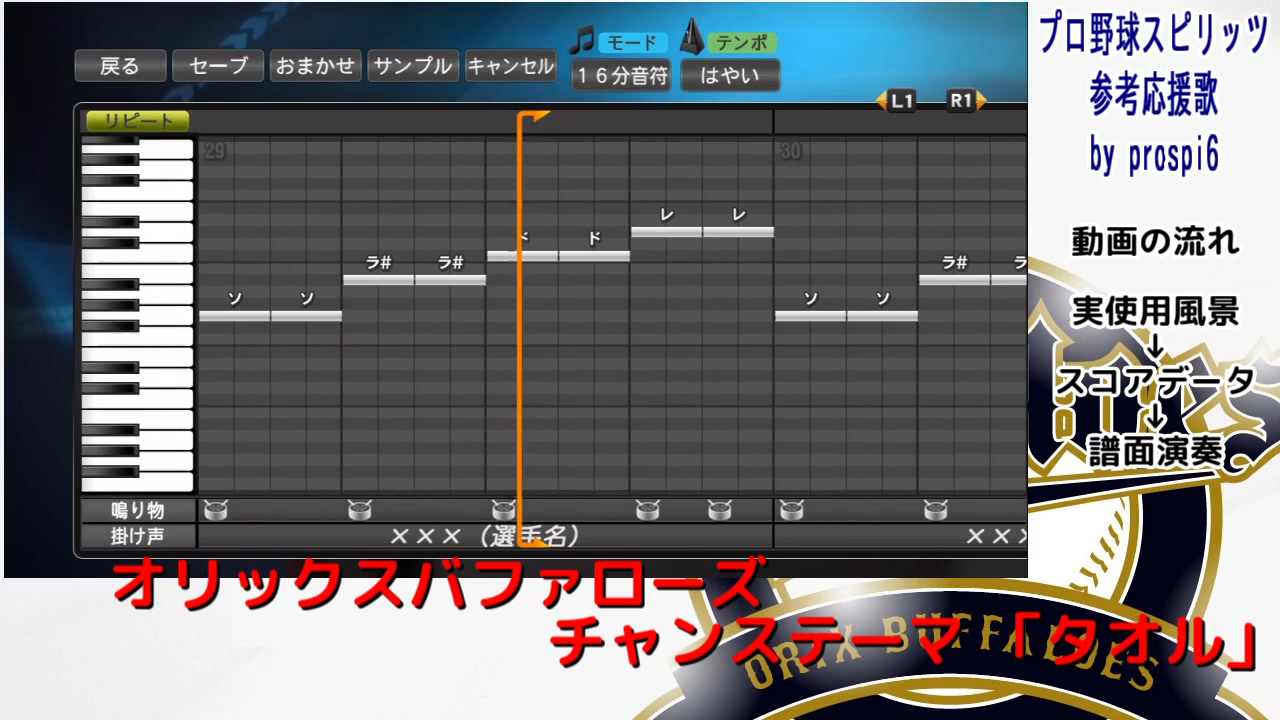 モード
テンポ
戻る
セーブ
おまかせ
サンプル
キャンセル
16分音符
はやい
L1
R1
リピート
29
30
レ
レ
ド
ド
ラ#
ラ#
ラ#
ラ
ソ
ソ
ソ
ソ
鳴り物
掛け声
×××（選手名）
×××
プロ野球スピリッツ
参考応援歌
by prospi6
動画の流れ
実使用風景
↓
スコアデータ
↓
譜面演奏
オリックスバファローズ
チャンステーマ「タオル」
ORIX BUFFALOES